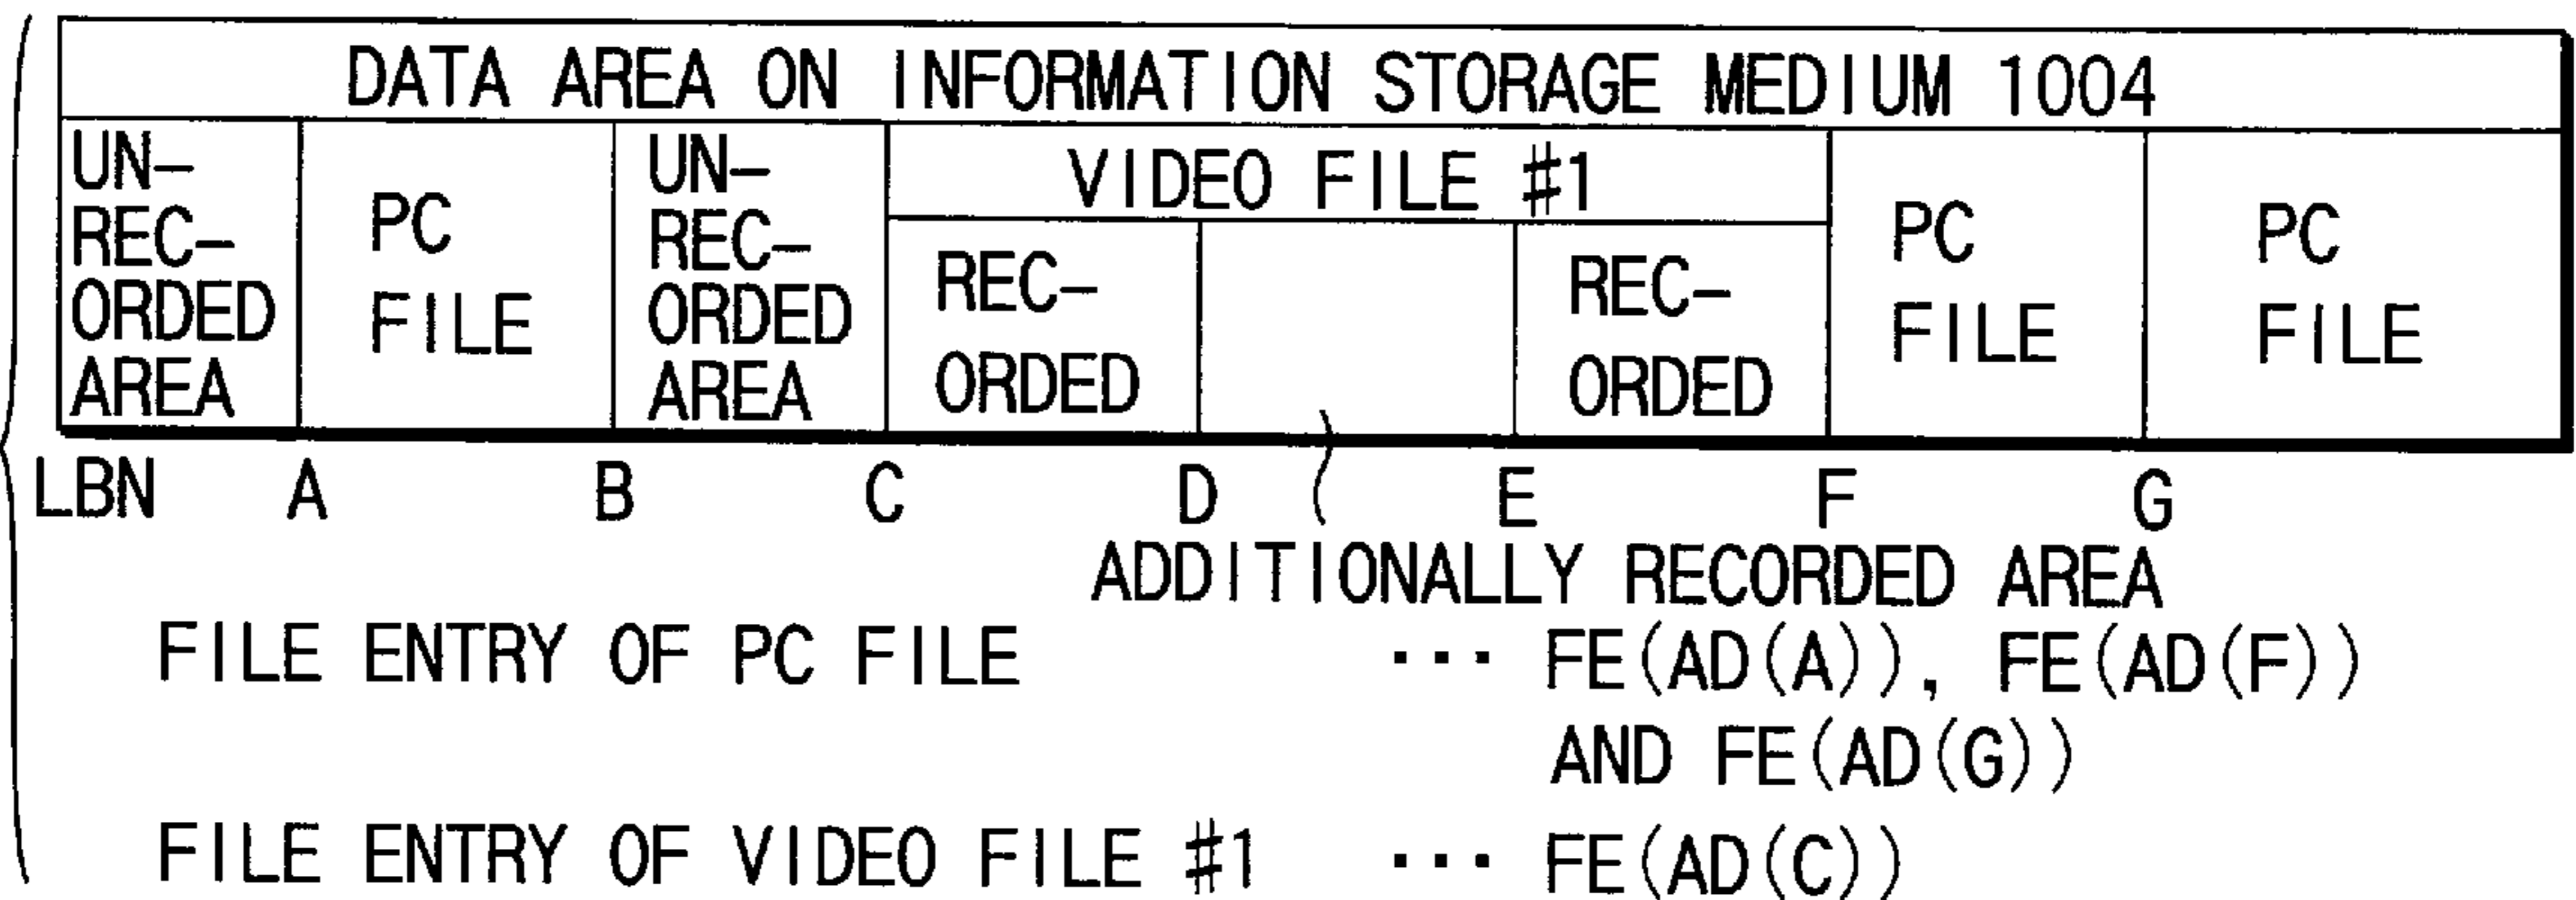 DATA AREA ON INFORMATION STORAGE MEDIUM 1004
UN-
REC-
ORDED
AREA
PC
FILE
UN-
REC-
ORDED
AREA
VIDEO FILE #1
REC-
ORDED
REC-
ORDED
PC
FILE
PC
FILE
LBN A B C D E F G
ADDITIONALLY RECORDED AREA
FILE ENTRY OF PC FILE ··· FE(AD(A)), FE(AD(F))
AND FE(AD(G))
FILE ENTRY OF VIDEO FILE #1 ··· FE(AD(C))